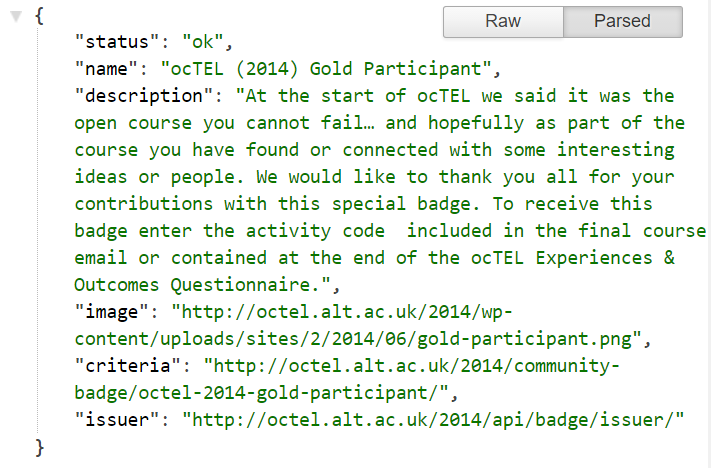 Raw Parsed
{
"status": "ok",
"name": "ocTEL (2014) Gold Participant",
"description": "At the start of ocTEL we said it was the
open course you cannot fail… and hopefully as part of the
course you have found or connected with some interesting
ideas or people. We would like to thank you all for your
contributions with this special badge. To receive this
badge enter the activity code  included in the final course
email or contained at the end of the ocTEL Experiences &
Outcomes Questionnaire.",
"image": "http://octel.alt.ac.uk/2014/wp-
content/uploads/sites/2/2014/06/gold-participant.png",
"criteria": "http://octel.alt.ac.uk/2014/community-
badge/octel-2014-gold-participant/",
"issuer": "http://octel.alt.ac.uk/2014/api/badge/issuer/"
}